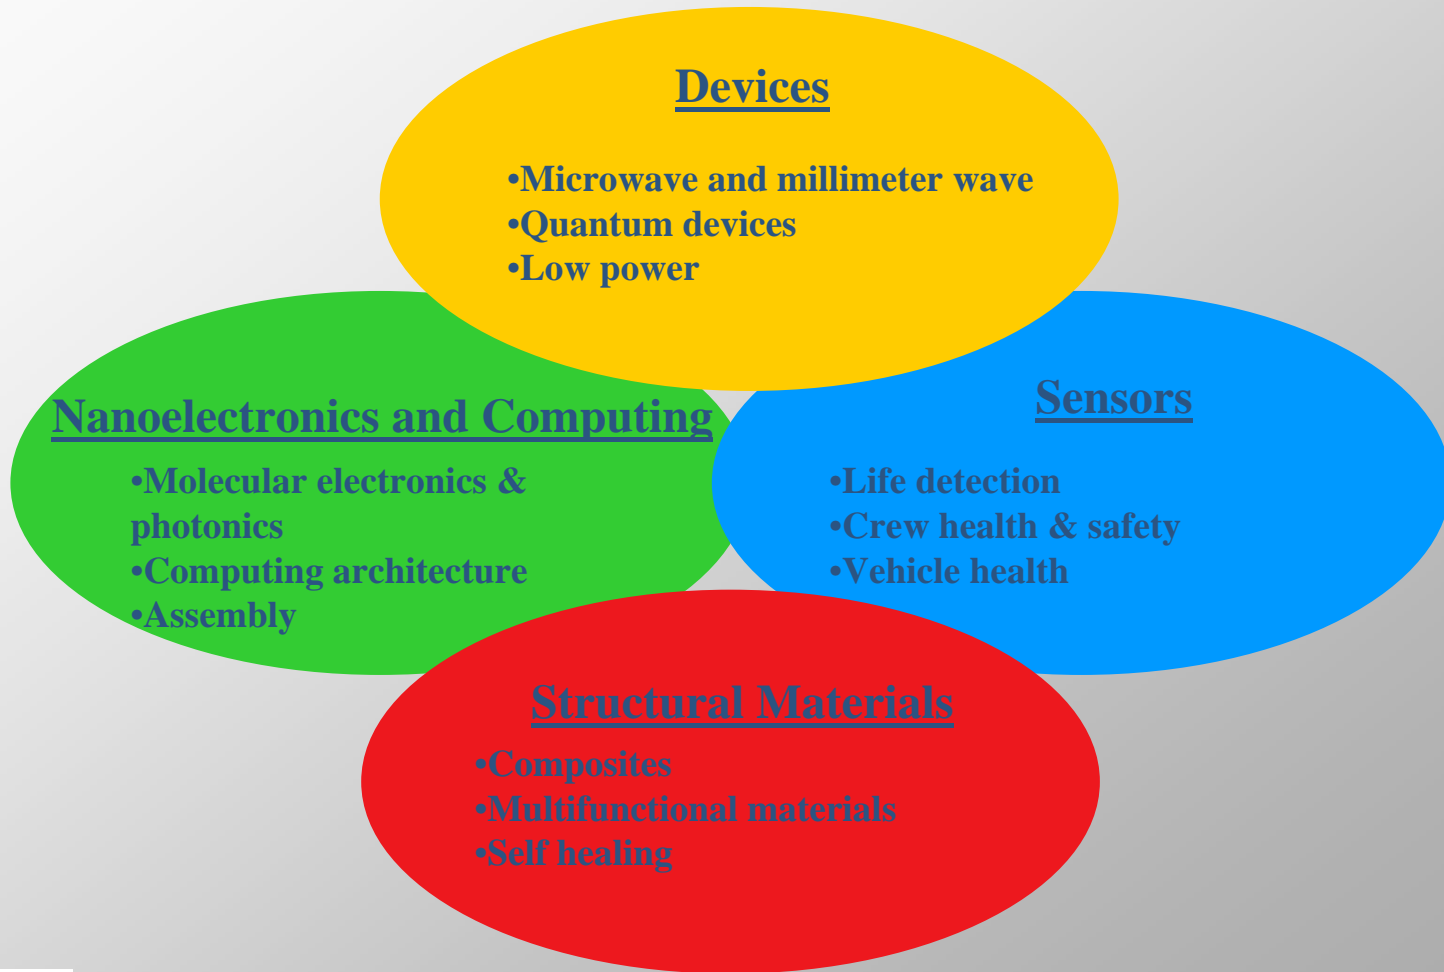 Devices
•Microwave and millimeter wave
•Quantum devices
•Low power
Nanoelectronics and Computing
•Molecular electronics &
photonics
•Computing architecture
•Assembly
Sensors
•Life detection
•Crew health & safety
•Vehicle health
Structural Materials
•Composites
•Multifunctional materials
•Self healing